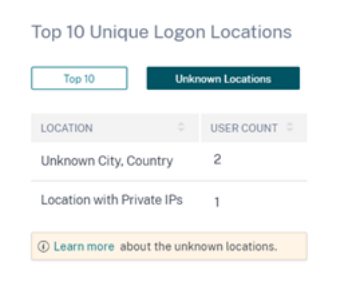 Top 10 Unique Logon Locations
Top 10
Unknown Locations
LOCATION USER COUNT
Unknown City, Country 2
Location with Private IPs 1
Learn more about the unknown locations.